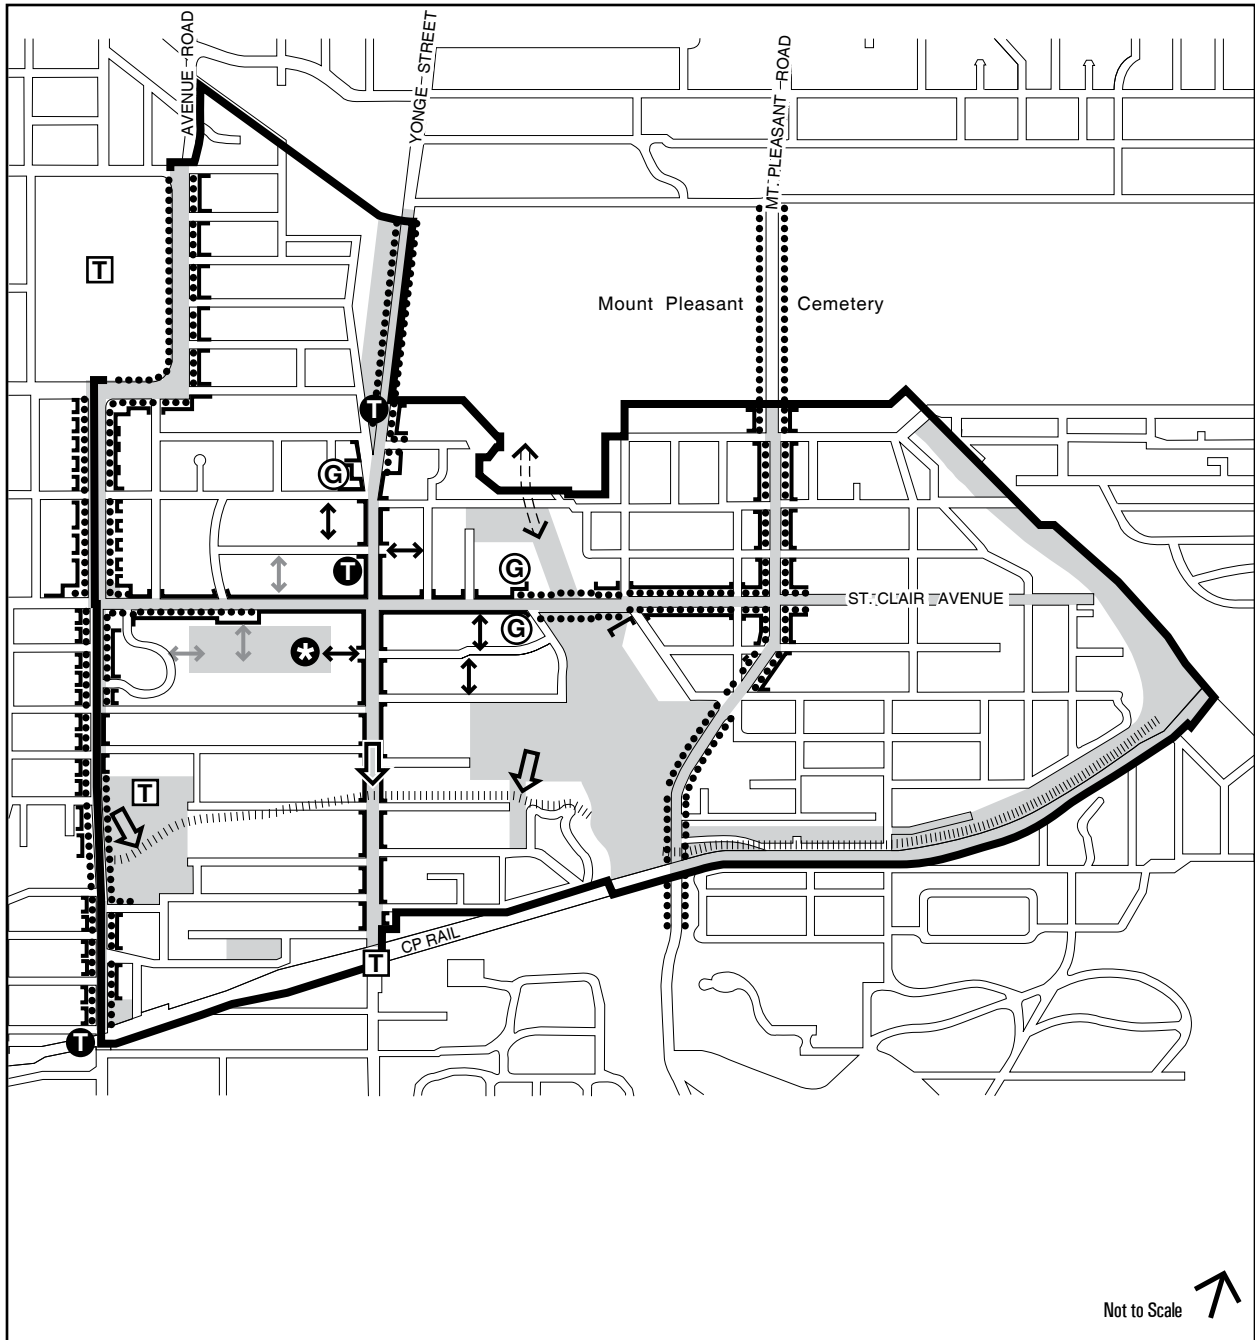 AVENUE ROAD
YONGE STREET
MT. PLEASANT ROAD
T
Mount Pleasant Cemetery
T
G
G
T
ST. CLAIR AVENUE
G
*
T
CP RAIL
T
T
Not to Scale